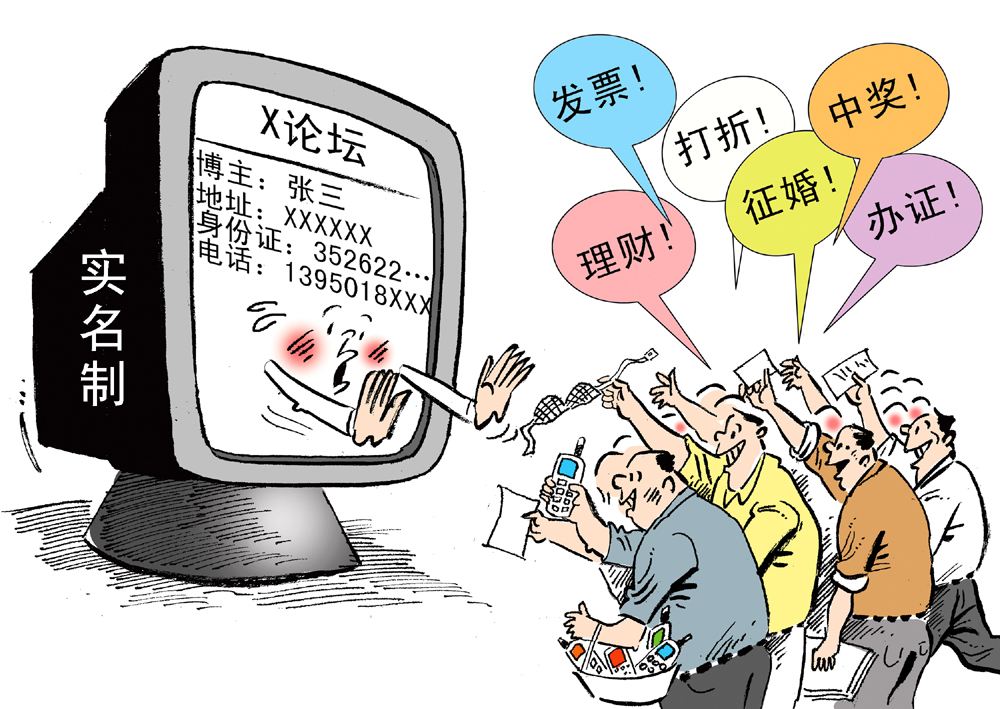 实名制
X论坛
博主：张三
地址：XXXXXX
身份证：352622…
电话：1395018XXX
发票！
打折！
中奖！
理财！
征婚！
办证！